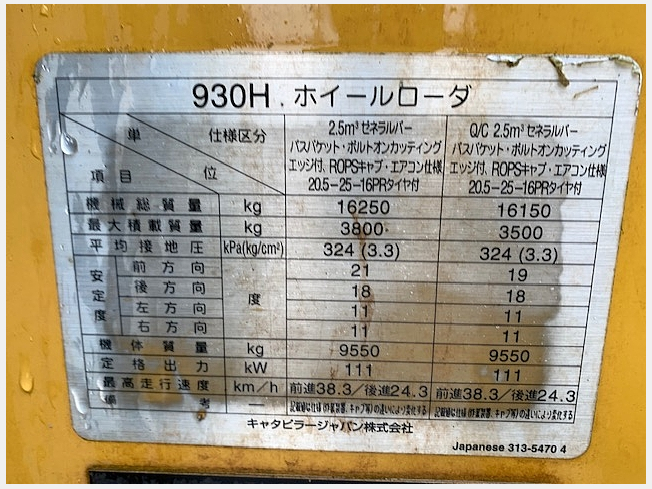 930H ホイールローダ
単位 仕様区分 項目
2.5m³ ゼネラルパー
バスバケット・ボルトオンカッティング
エッジ付、ROPSキャブ・エアコン仕様
20.5-25-16PRタイヤ付
Q/C 2.5m³ ゼネラルパー
バスバケット・ボルトオンカッティング
エッジ付、ROPSキャブ・エアコン仕様
20.5-25-16PRタイヤ付
機械総質量 kg 16250 16150
最大積載質量 kg 3800 3500
平均接地圧 kPa(kg/cm²) 324 (3.3) 324 (3.3)
安定度 度
前方向 21 19
後方向 18 18
左方向 11 11
右方向 11 11
機体質量 kg 9550 9550
定格出力 kW 111 111
最高走行速度 km/h 前進38.3/後進24.3 前進38.3/後進24.3
備考 —
キャタピラージャパン株式会社
Japanese 313-5470 4